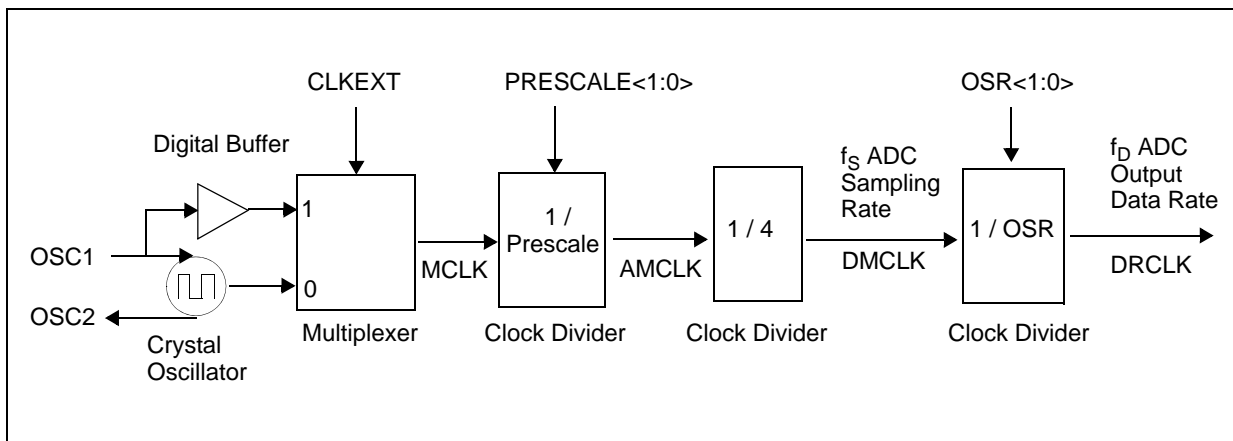 CLKEXT
PRESCALE<1:0>
OSR<1:0>
Digital Buffer
f_S ADC
Sampling
Rate
f_D ADC
Output
Data Rate
1
0
1 /
Prescale
1 / 4
1 / OSR
OSC1
OSC2
MCLK
AMCLK
DMCLK
DRCLK
Crystal
Oscillator
Multiplexer
Clock Divider
Clock Divider
Clock Divider